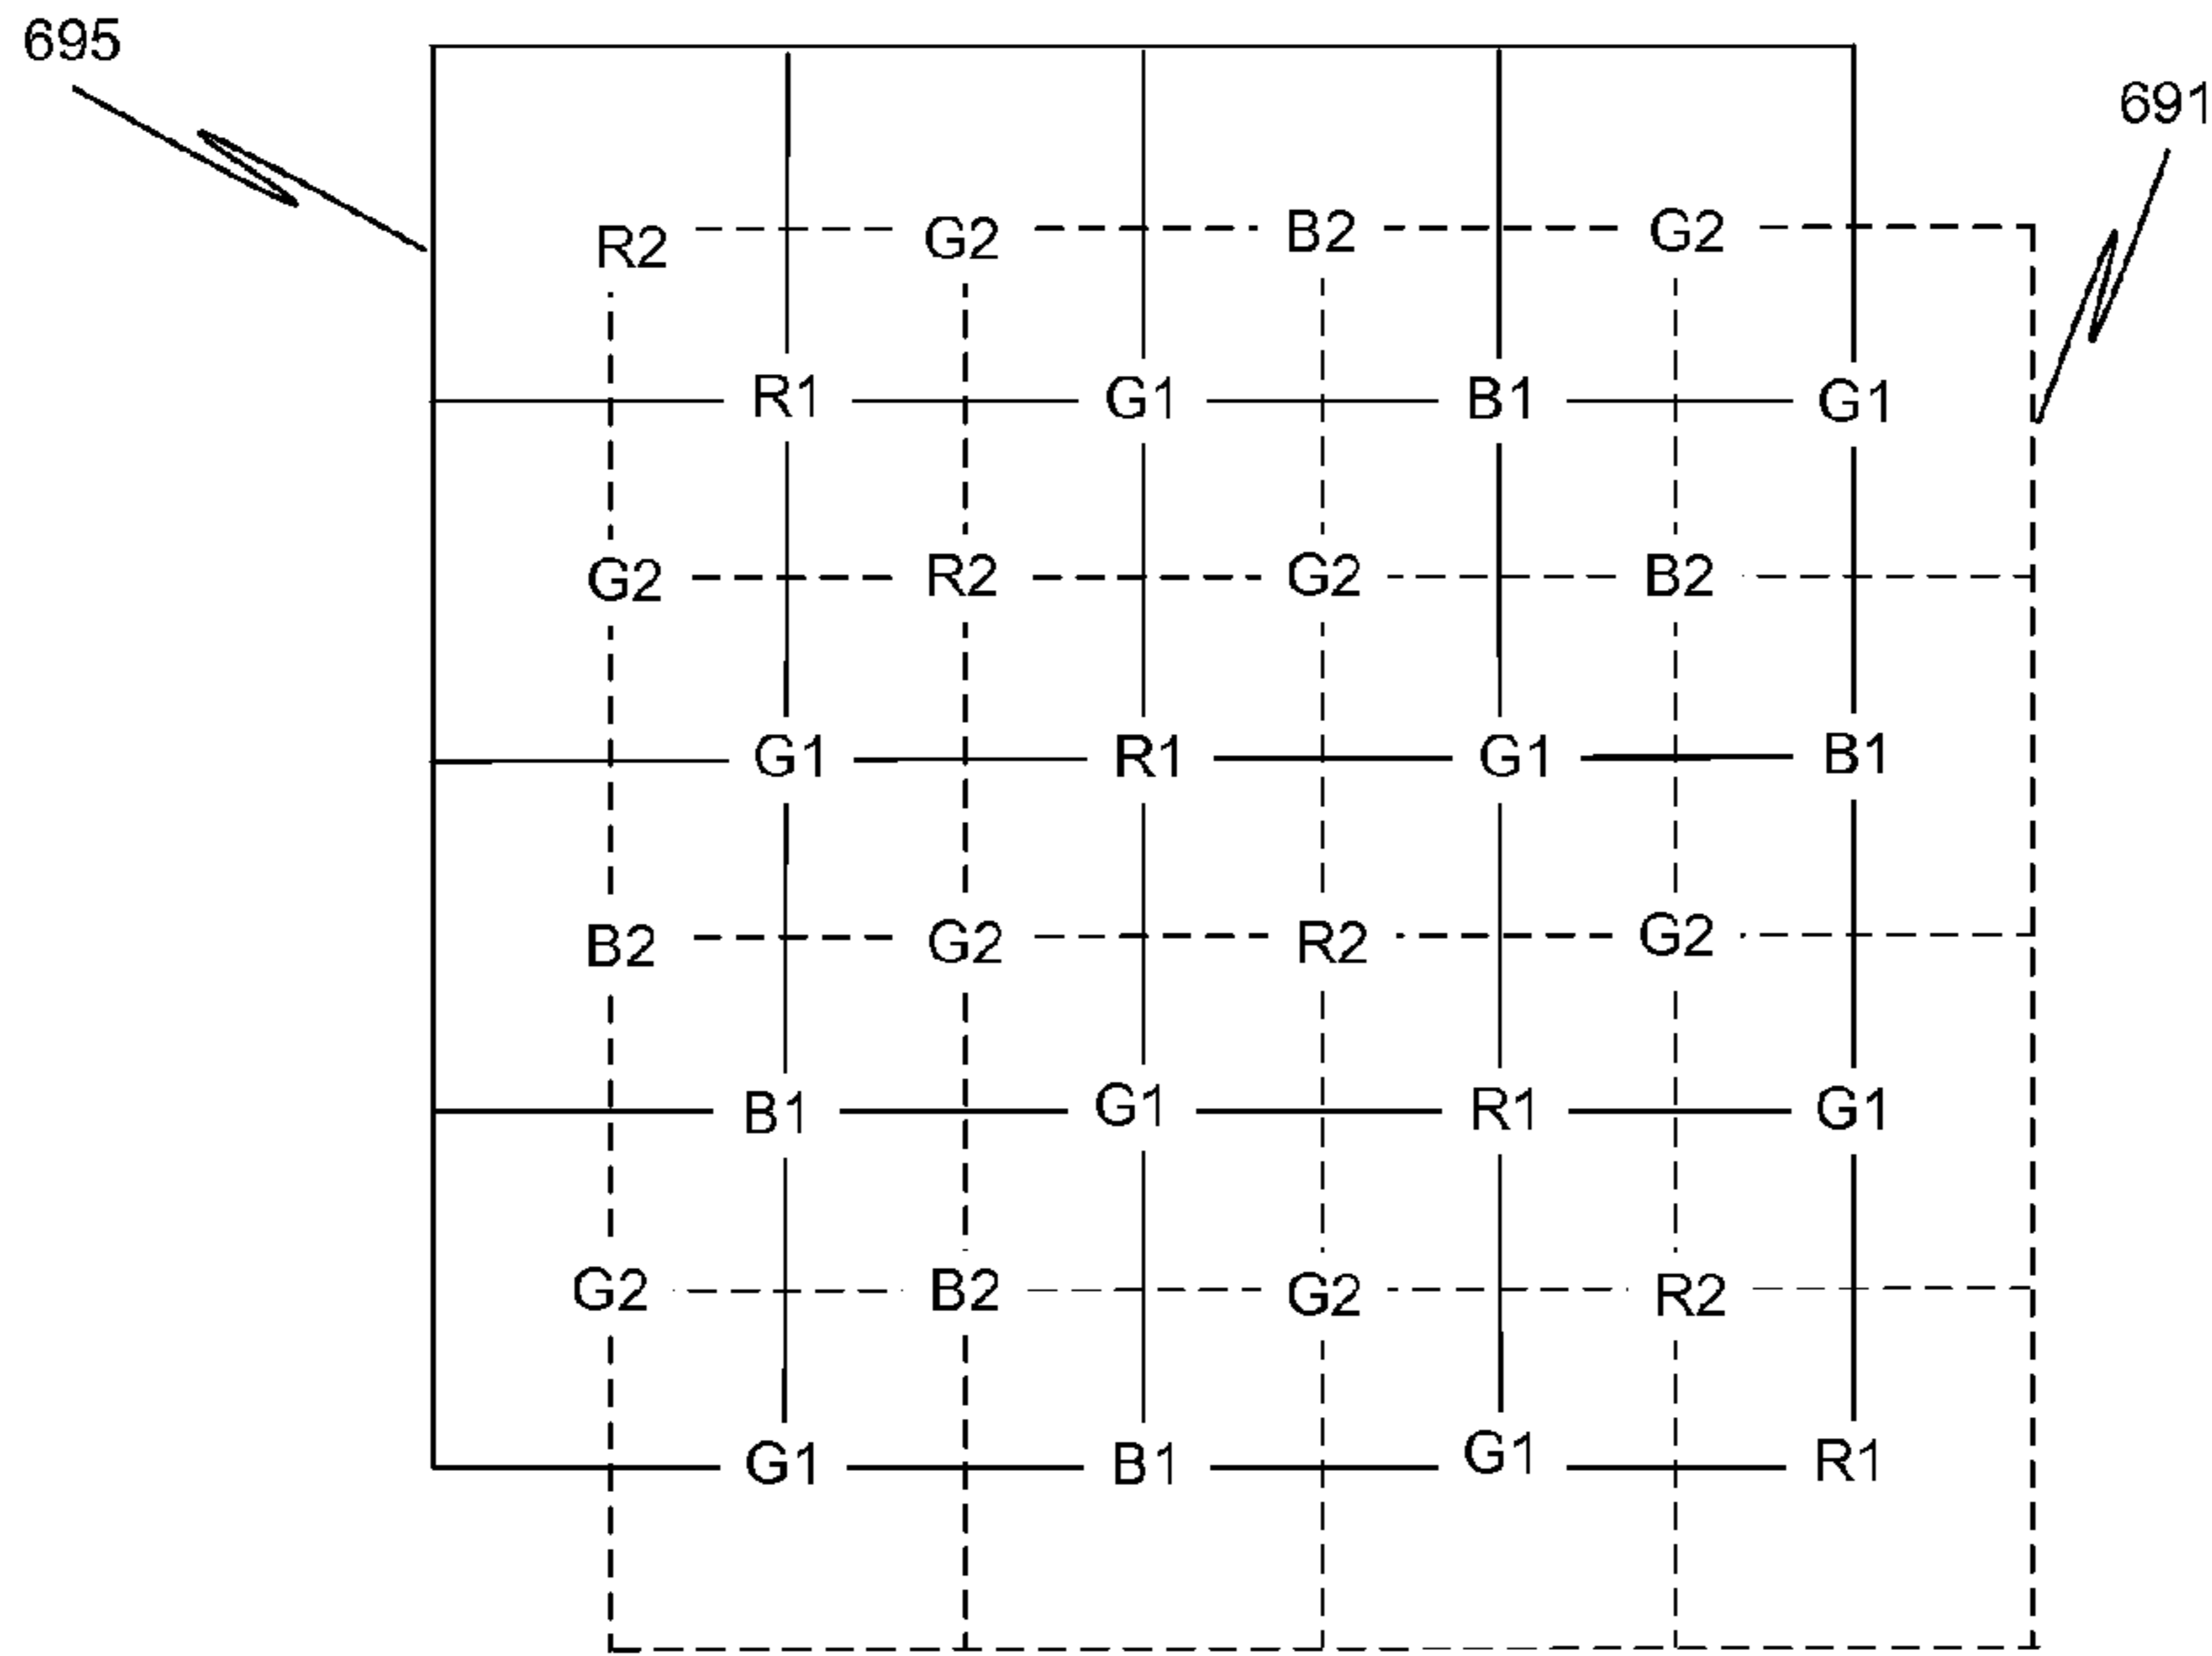 695
691
R2 G2 B2 G2
R1 G1 B1 G1
G2 R2 G2 B2
G1 R1 G1 B1
B2 G2 R2 G2
B1 G1 R1 G1
G2 B2 G2 R2
G1 B1 G1 R1